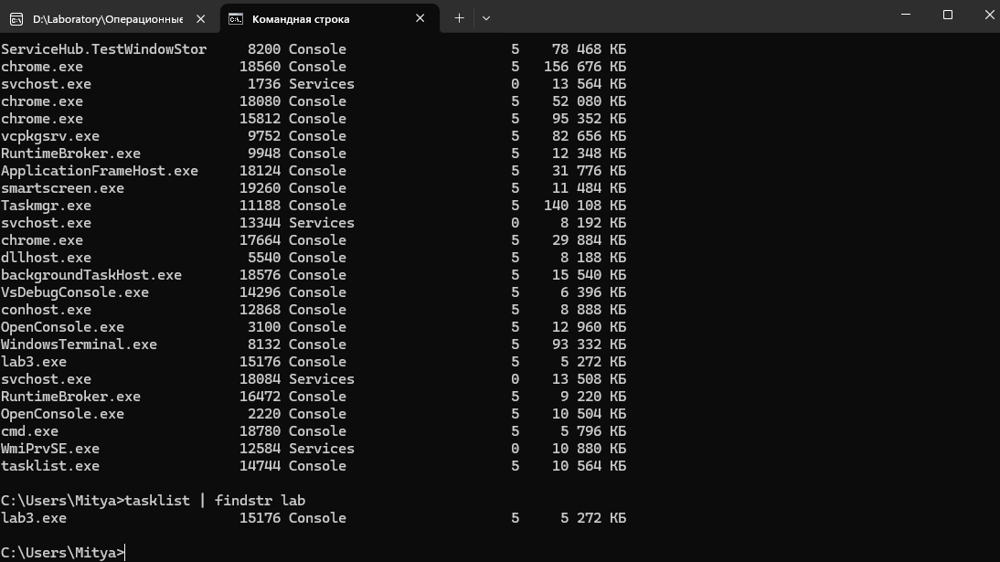 D:\Laboratory\Операционные
Командная строка
ServiceHub.TestWindowStor     8200 Console                    5    78 468 КБ
chrome.exe                   18560 Console                    5   156 676 КБ
svchost.exe                   1736 Services                   0    13 564 КБ
chrome.exe                   18080 Console                    5    52 080 КБ
chrome.exe                   15812 Console                    5    95 352 КБ
vcpkgsrv.exe                  9752 Console                    5    82 656 КБ
RuntimeBroker.exe             9948 Console                    5    12 348 КБ
ApplicationFrameHost.exe     18124 Console                    5    31 776 КБ
smartscreen.exe              19260 Console                    5    11 484 КБ
Taskmgr.exe                  11188 Console                    5   140 108 КБ
svchost.exe                  13344 Services                   0     8 192 КБ
chrome.exe                   17664 Console                    5    29 884 КБ
dllhost.exe                   5540 Console                    5     8 188 КБ
backgroundTaskHost.exe       18576 Console                    5    15 540 КБ
VsDebugConsole.exe           14296 Console                    5     6 396 КБ
conhost.exe                  12868 Console                    5     8 888 КБ
OpenConsole.exe               3100 Console                    5    12 960 КБ
WindowsTerminal.exe           8132 Console                    5    93 332 КБ
lab3.exe                     15176 Console                    5     5 272 КБ
svchost.exe                  18084 Services                   0    13 508 КБ
RuntimeBroker.exe            16472 Console                    5     9 220 КБ
OpenConsole.exe               2220 Console                    5    10 504 КБ
cmd.exe                      18780 Console                    5     5 796 КБ
WmiPrvSE.exe                 12584 Services                   0    10 880 КБ
tasklist.exe                 14744 Console                    5    10 564 КБ
C:\Users\Mitya>tasklist | findstr lab
lab3.exe                     15176 Console                    5     5 272 КБ
C:\Users\Mitya>